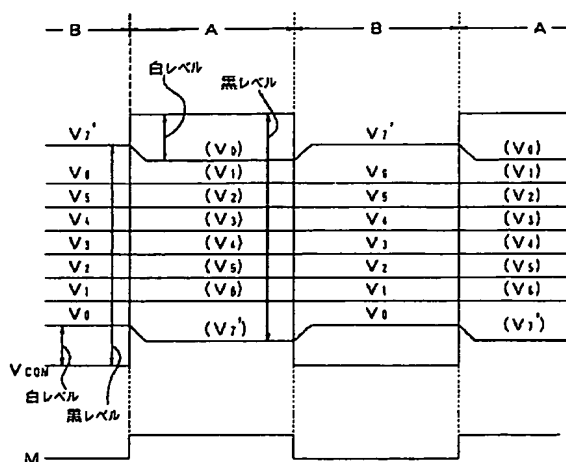 B A B A
白レベル
黒レベル
V7' (V0) V7' (V0)
V6 (V1) V6 (V1)
V5 (V2) V5 (V2)
V4 (V3) V4 (V3)
V3 (V4) V3 (V4)
V2 (V5) V2 (V5)
V1 (V6) V1 (V6)
V0 (V7') V0 (V7')
VCON
白レベル
黒レベル
M